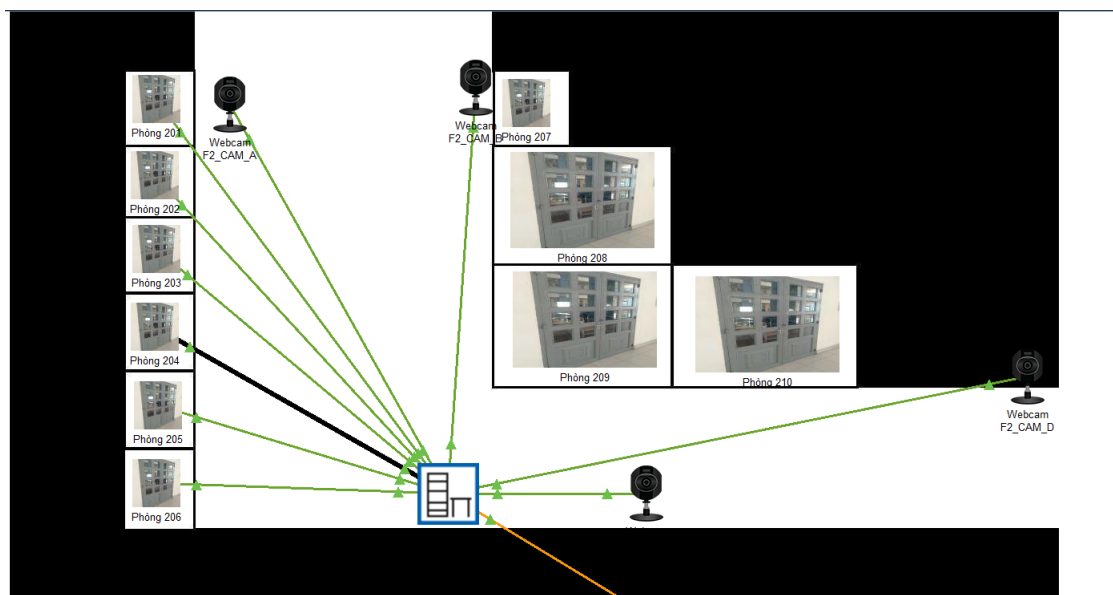 Phòng 201
Webcam
F2_CAM_A
Webcam
F2_CAM_B
Phòng 207
Phòng 202
Phòng 208
Phòng 203
Phòng 204
Phòng 209
Phòng 210
Phòng 205
Webcam
F2_CAM_D
Phòng 206